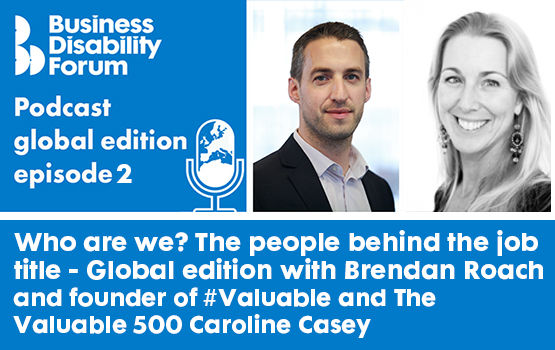 Business
Disability
Forum
Podcast
global edition
episode 2
Who are we? The people behind the job
title - Global edition with Brendan Roach
and founder of #Valuable and The
Valuable 500 Caroline Casey